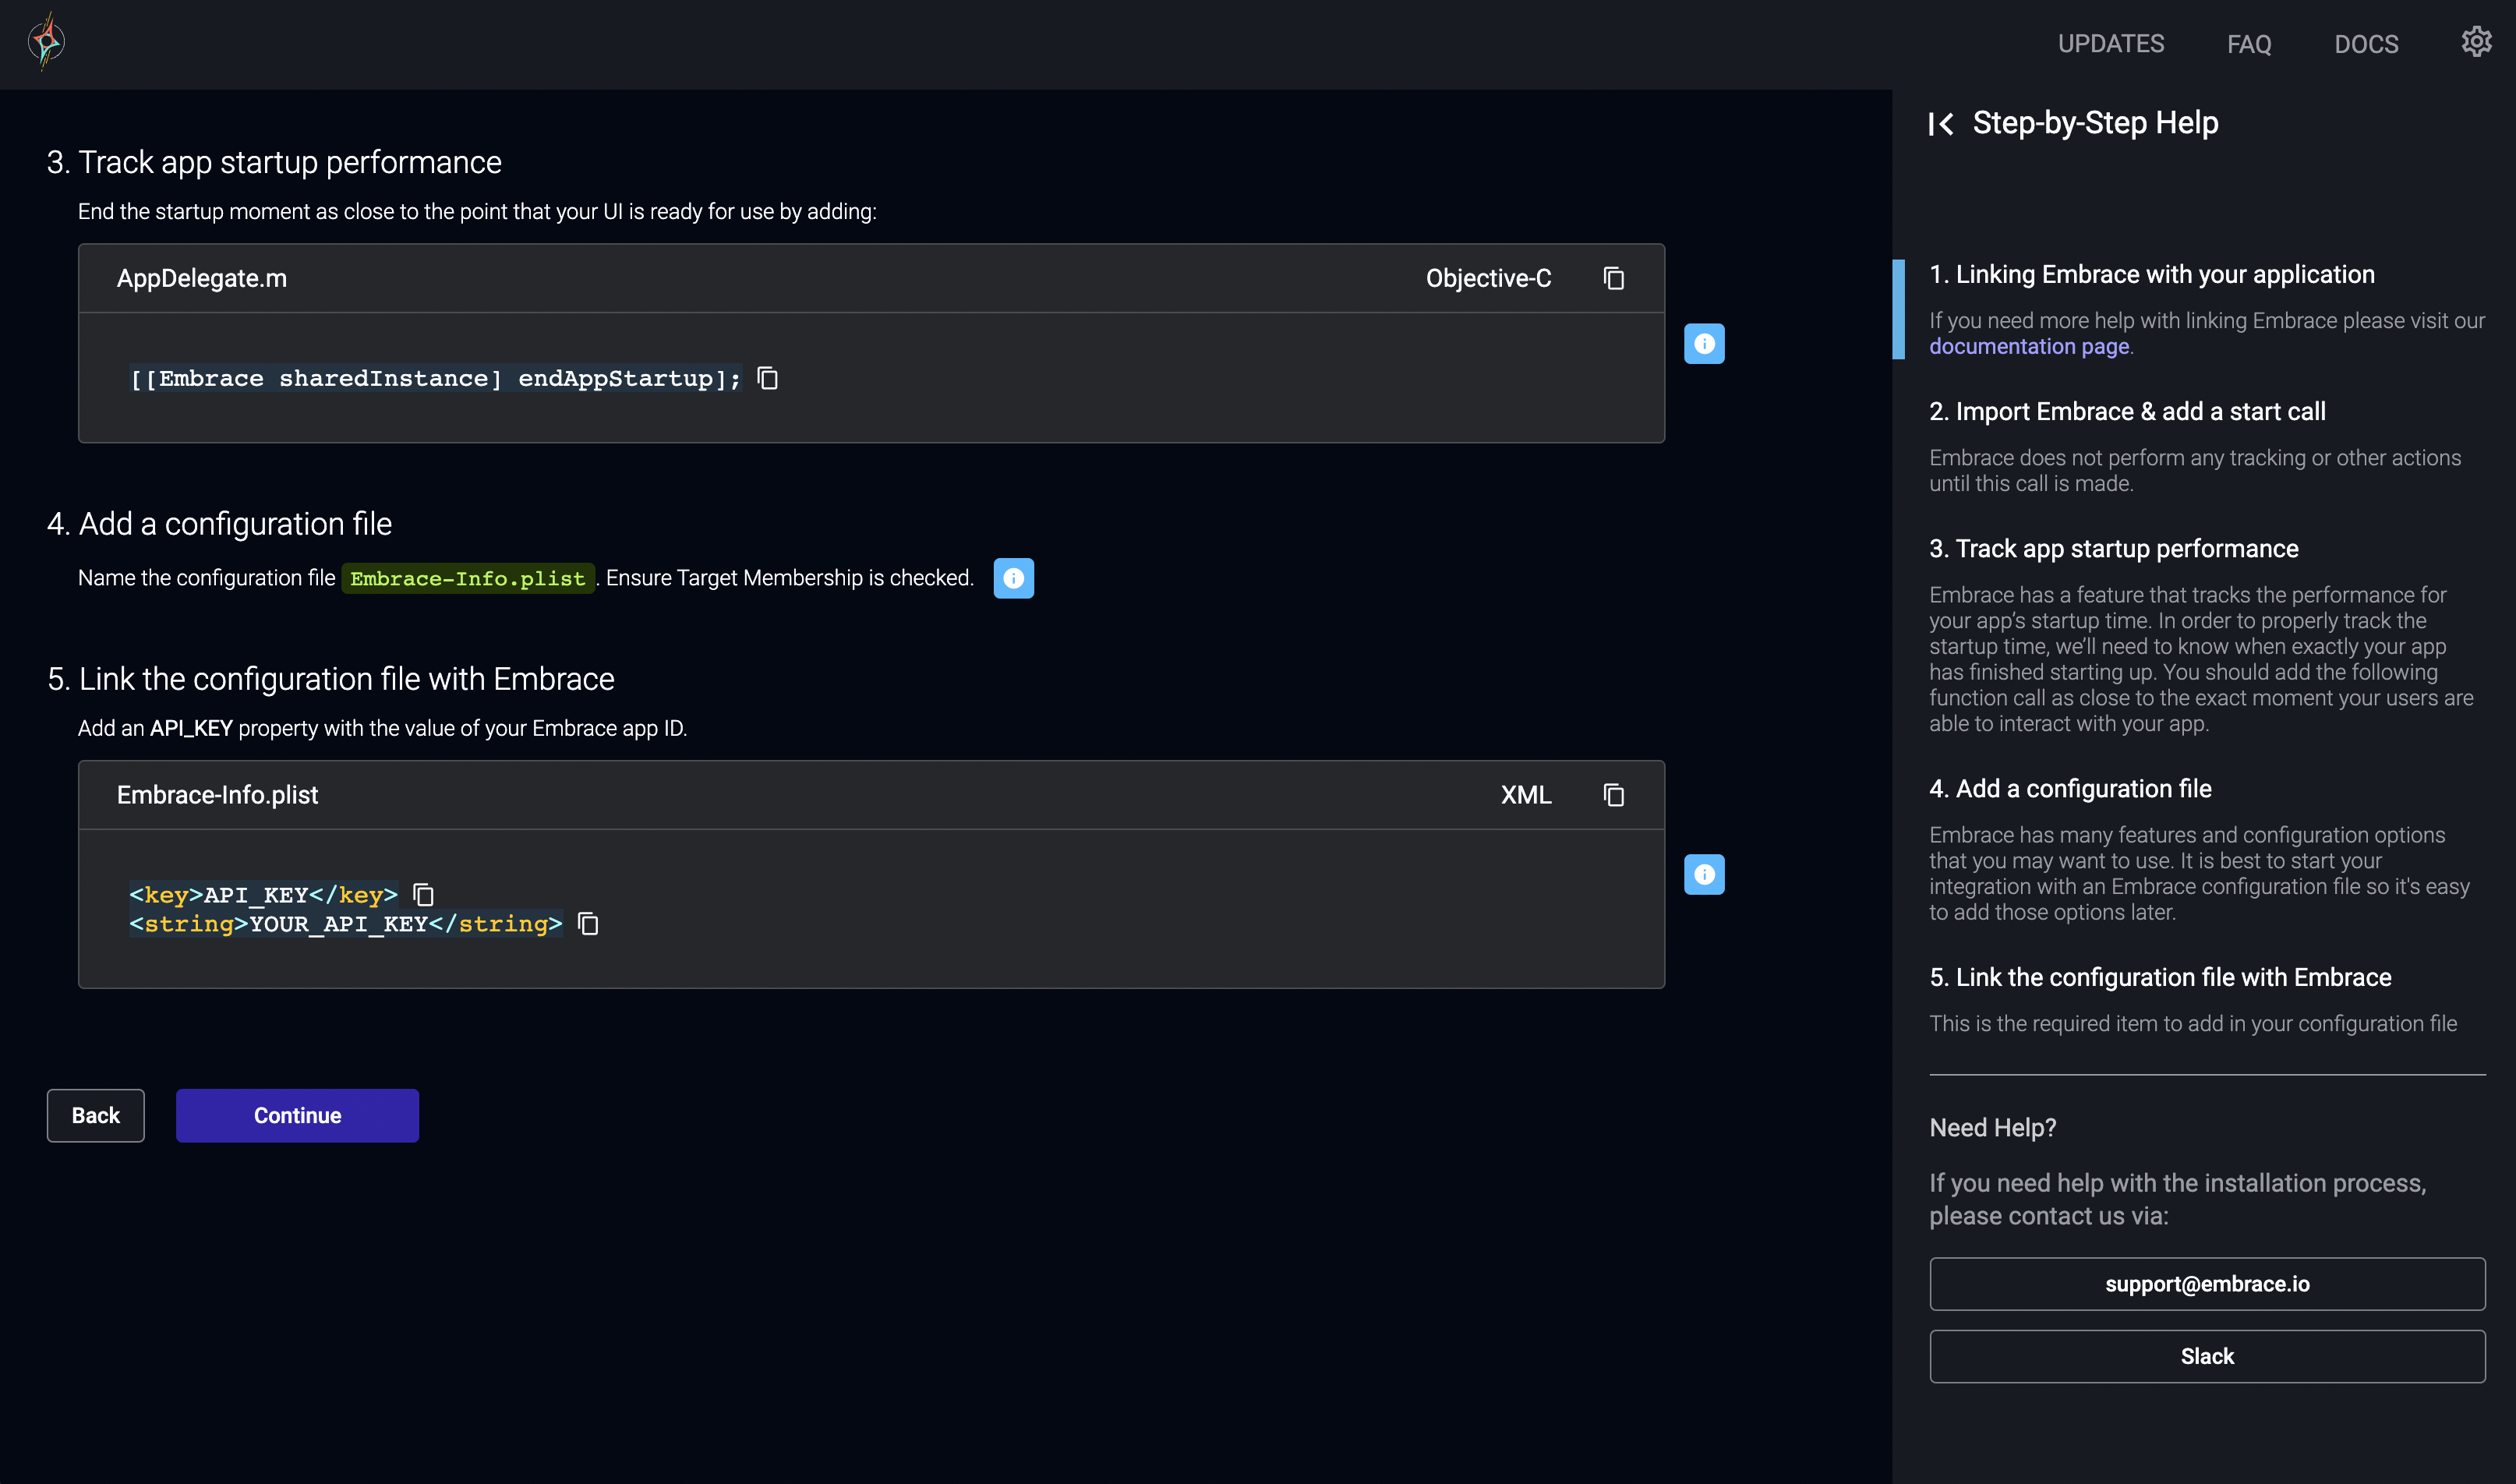 UPDATES FAQ DOCS
3. Track app startup performance
End the startup moment as close to the point that your UI is ready for use by adding:
AppDelegate.m Objective-C
[[Embrace sharedInstance] endAppStartup];
4. Add a configuration file
Name the configuration file Embrace-Info.plist. Ensure Target Membership is checked.
5. Link the configuration file with Embrace
Add an API_KEY property with the value of your Embrace app ID.
Embrace-Info.plist XML
<key>API_KEY</key>
<string>YOUR_API_KEY</string>
Back Continue
Step-by-Step Help
1. Linking Embrace with your application
If you need more help with linking Embrace please visit our
documentation page.
2. Import Embrace & add a start call
Embrace does not perform any tracking or other actions
until this call is made.
3. Track app startup performance
Embrace has a feature that tracks the performance for
your app’s startup time. In order to properly track the
startup time, we’ll need to know when exactly your app
has finished starting up. You should add the following
function call as close to the exact moment your users are
able to interact with your app.
4. Add a configuration file
Embrace has many features and configuration options
that you may want to use. It is best to start your
integration with an Embrace configuration file so it's easy
to add those options later.
5. Link the configuration file with Embrace
This is the required item to add in your configuration file
Need Help?
If you need help with the installation process,
please contact us via:
support@embrace.io
Slack